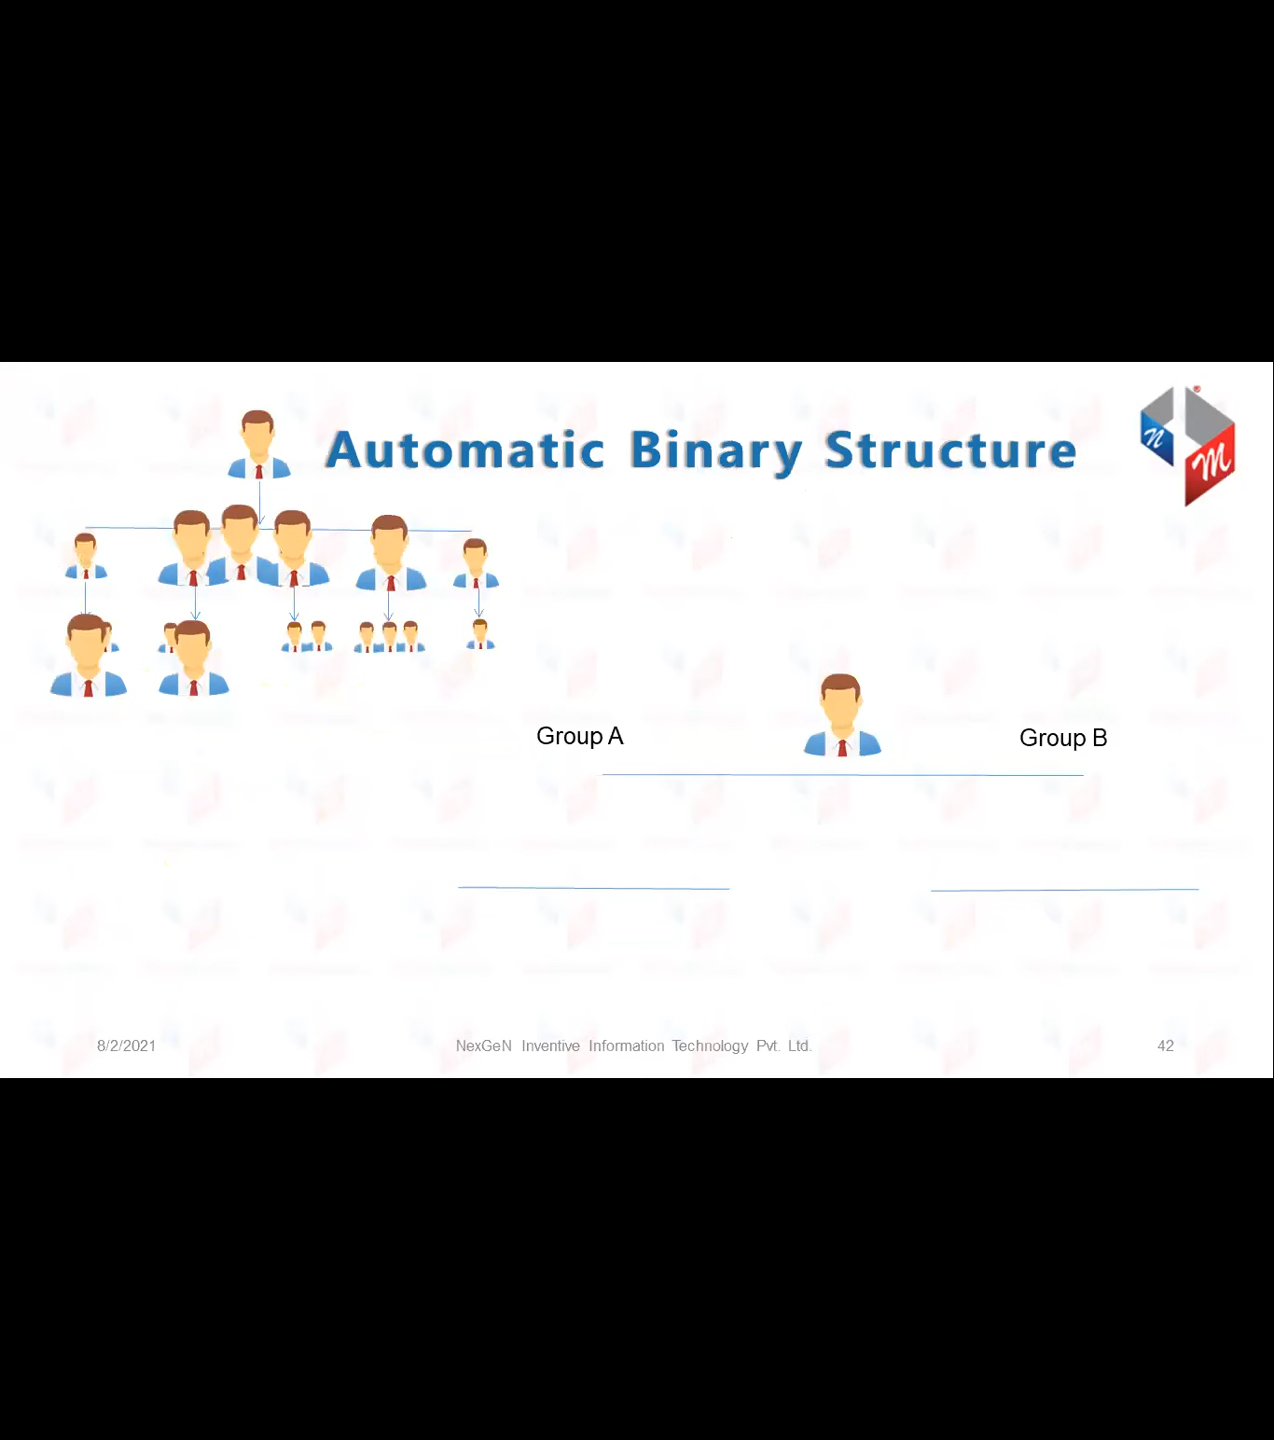 Automatic Binary Structure
n
m
®
Group A
Group B
8/2/2021
NexGeN Inventive Information Technology Pvt. Ltd.
42